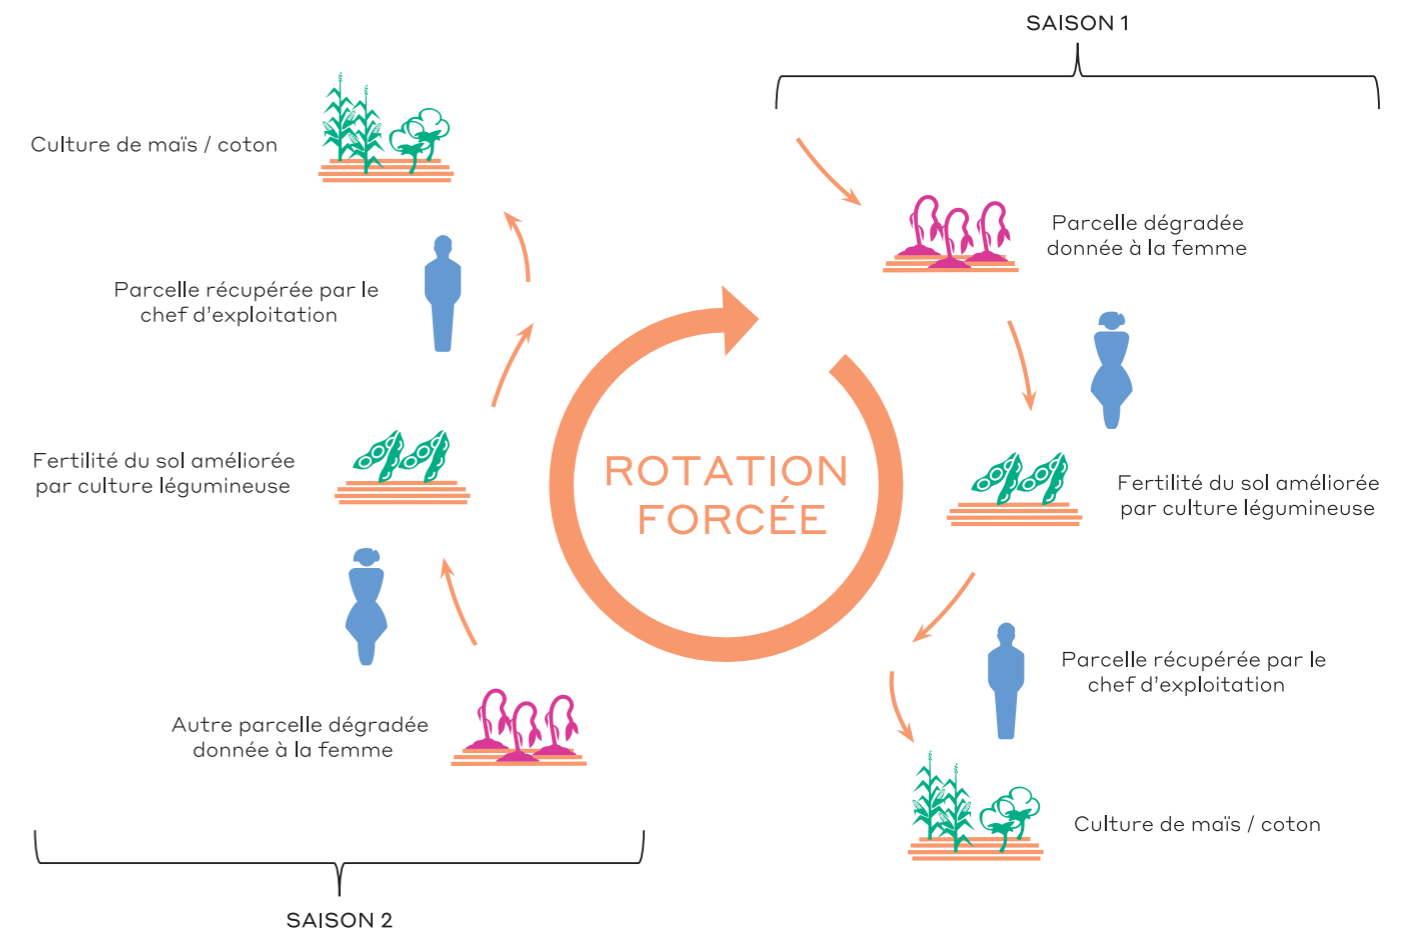 SAISON 1
Parcelle dégradée
donnée à la femme
Fertilité du sol améliorée
par culture légumineuse
Parcelle récupérée par le
chef d'exploitation
Culture de maïs / coton
ROTATION
FORCÉE
Autre parcelle dégradée
donnée à la femme
Fertilité du sol améliorée
par culture légumineuse
Parcelle récupérée par le
chef d'exploitation
Culture de maïs / coton
SAISON 2